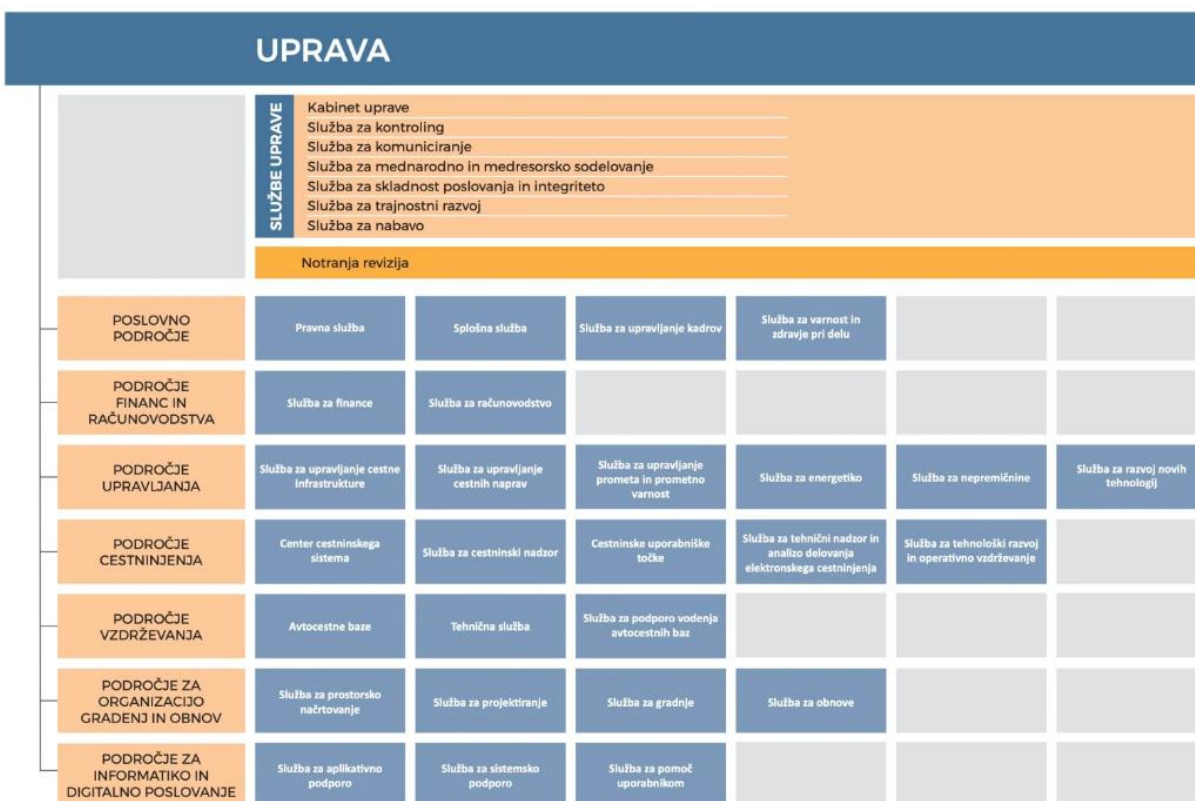 UPRAVA
SLUŽBE UPRAVE
Kabinet uprave
Služba za kontroling
Služba za komuniciranje
Služba za mednarodno in medresorsko sodelovanje
Služba za skladnost poslovanja in integriteto
Služba za trajnostni razvoj
Služba za nabavo
Notranja revizija
POSLOVNO
PODROČJE
Pravna služba
Splošna služba
Služba za upravljanje kadrov
Služba za varnost in
zdravje pri delu
PODROČJE
FINANC IN
RAČUNOVODSTVA
Služba za finance
Služba za računovodstvo
PODROČJE
UPRAVLJANJA
Služba za upravljanje cestne
infrastrukture
Služba za upravljanje
cestnih naprav
Služba za upravljanje
prometa in prometno
varnost
Služba za energetiko
Služba za nepremičnine
Služba za razvoj novih
tehnologij
PODROČJE
CESTNINJENJA
Center cestninskega
sistema
Služba za cestninski nadzor
Cestninske uporabniške
točke
Služba za tehnični nadzor in
analizo delovanja
elektronskega cestninjenja
Služba za tehnološki razvoj
in operativno vzdrževanje
PODROČJE
VZDRŽEVANJA
Avtocestne baze
Tehnična služba
Služba za podporo vodenja
avtocestnih baz
PODROČJE ZA
ORGANIZACIJO
GRADENJ IN OBNOV
Služba za prostorsko
načrtovanje
Služba za projektiranje
Služba za gradnje
Služba za obnove
PODROČJE ZA
INFORMATIKO IN
DIGITALNO POSLOVANJE
Služba za aplikativno
podporo
Služba za sistemsko
podporo
Služba za pomoč
uporabnikom